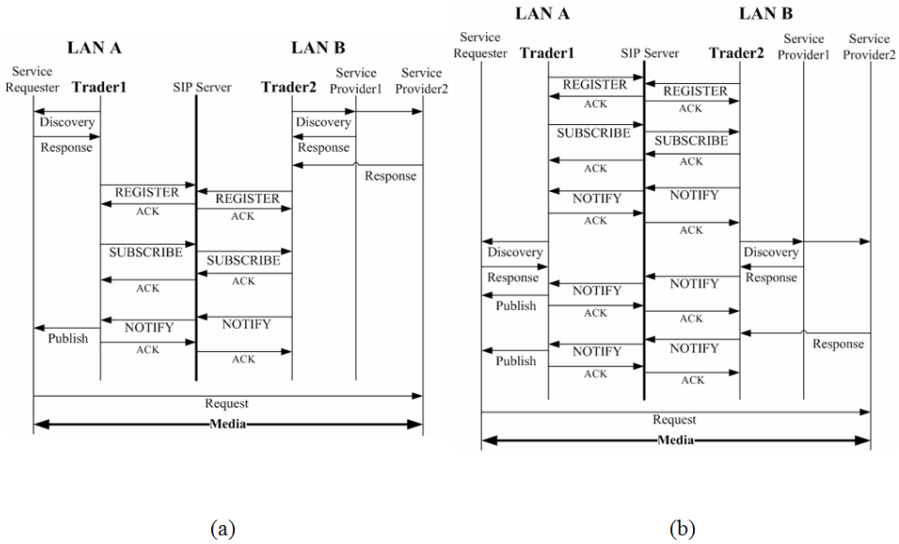 LAN A LAN B
Service Requester Trader1 SIP Server Trader2 Service Provider1 Service Provider2
Discovery Discovery
Response Response
Response
REGISTER REGISTER
ACK ACK
SUBSCRIBE SUBSCRIBE
ACK ACK
Publish NOTIFY NOTIFY
ACK ACK
Request
Media
(a)
LAN A LAN B
Service Requester Trader1 SIP Server Trader2 Service Provider1 Service Provider2
REGISTER REGISTER
ACK ACK
SUBSCRIBE SUBSCRIBE
ACK ACK
NOTIFY NOTIFY
ACK ACK
Discovery Discovery
Response Response
NOTIFY NOTIFY
Publish ACK ACK
Response
NOTIFY NOTIFY
Publish ACK ACK
Request
Media
(b)